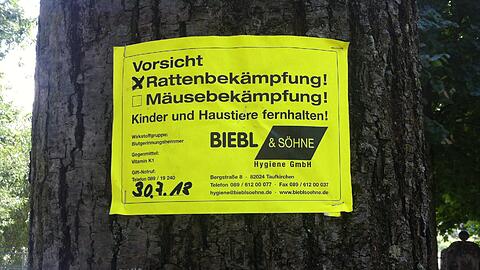 Vorsicht
Rattenbekämpfung!
Mäusebekämpfung!
Kinder und Haustiere fernhalten!
Wirkstoffgruppe:
Blutgerinnungshemmer
Gegenmittel:
Vitamin K1
Gift-Notruf:
Telefon 089 / 19 240
30.7.18
BIEBL & SÖHNE
Hygiene GmbH
Bergstraße 8 · 82024 Taufkirchen
Telefon 089 / 612 00 077 · Fax 089 / 612 00 037
hygiene@bieblsoehne.de · www.bieblsoehne.de